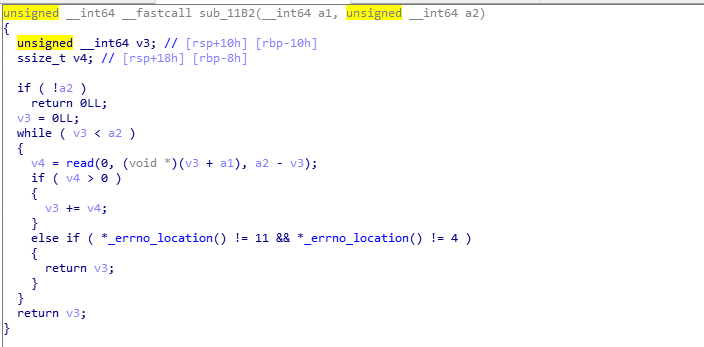 unsigned __int64 __fastcall sub_11B2(__int64 a1, unsigned __int64 a2)
{
  unsigned __int64 v3; // [rsp+10h] [rbp-10h]
  ssize_t v4; // [rsp+18h] [rbp-8h]

  if ( !a2 )
    return 0LL;
  v3 = 0LL;
  while ( v3 < a2 )
  {
    v4 = read(0, (void *)(v3 + a1), a2 - v3);
    if ( v4 > 0 )
    {
      v3 += v4;
    }
    else if ( *_errno_location() != 11 && *_errno_location() != 4 )
    {
      return v3;
    }
  }
  return v3;
}